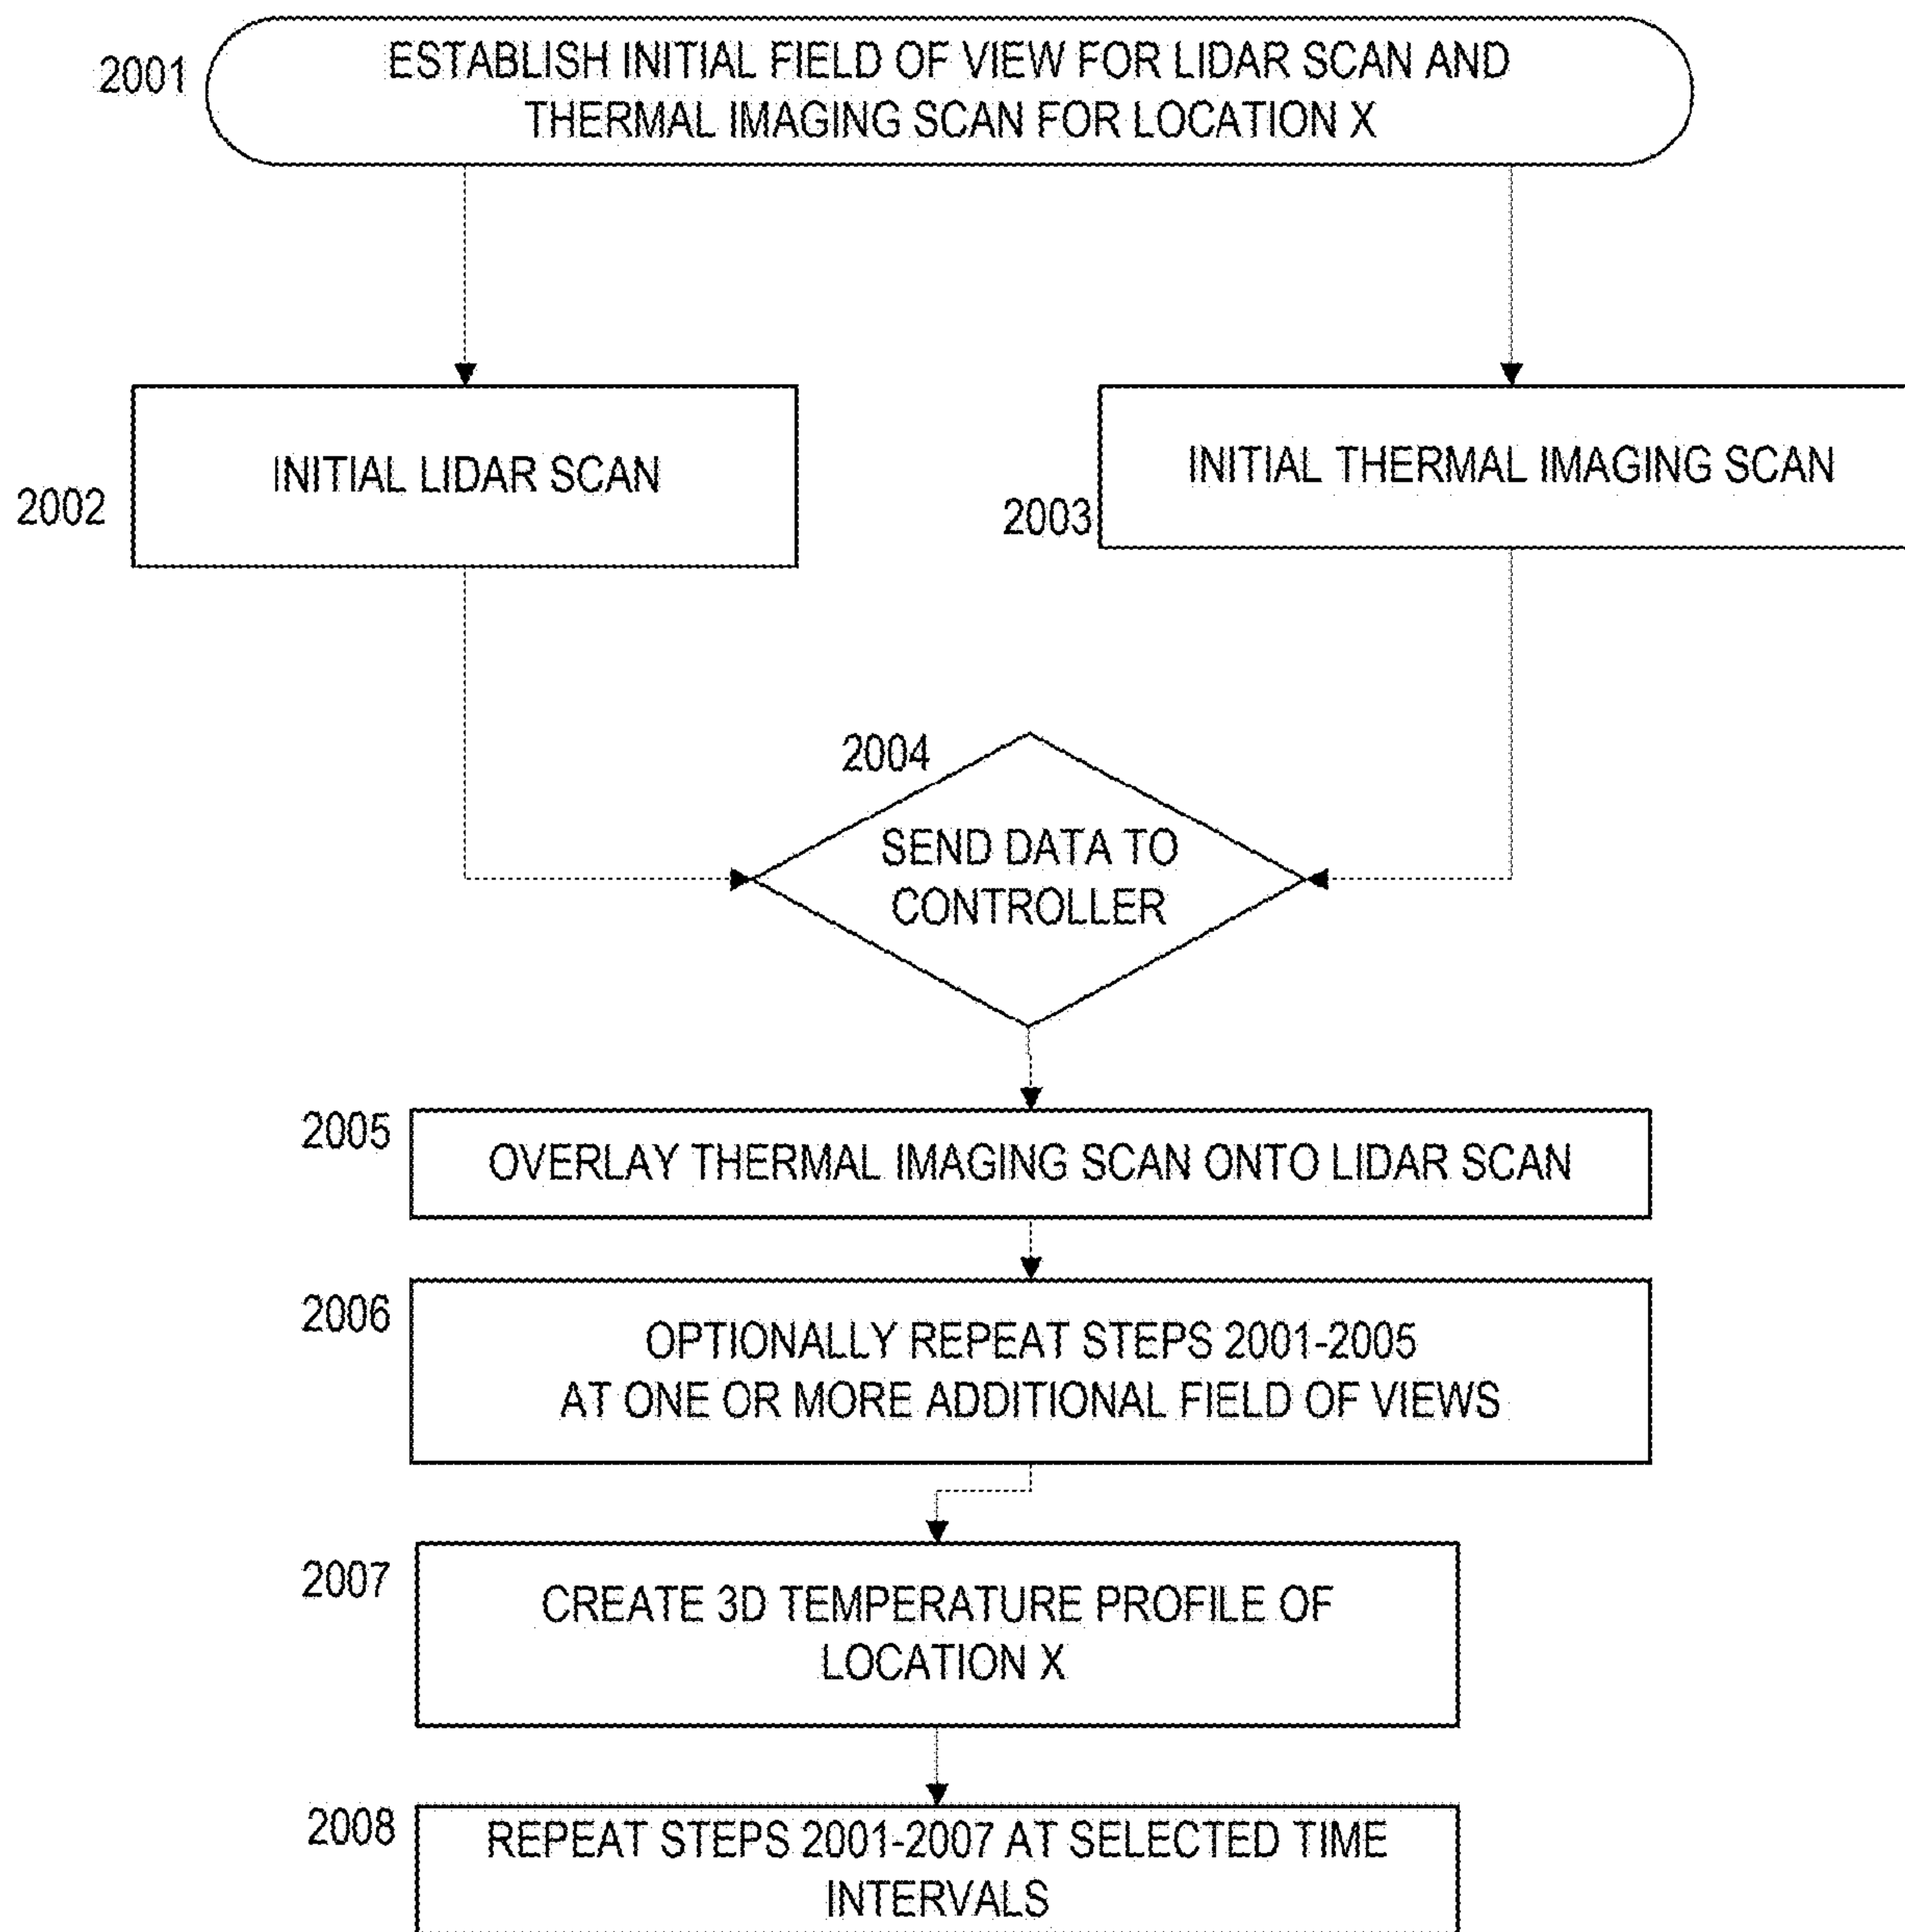 2001
ESTABLISH INITIAL FIELD OF VIEW FOR LIDAR SCAN AND
THERMAL IMAGING SCAN FOR LOCATION X
2002
INITIAL LIDAR SCAN
2003
INITIAL THERMAL IMAGING SCAN
2004
SEND DATA TO
CONTROLLER
2005
OVERLAY THERMAL IMAGING SCAN ONTO LIDAR SCAN
2006
OPTIONALLY REPEAT STEPS 2001-2005
AT ONE OR MORE ADDITIONAL FIELD OF VIEWS
2007
CREATE 3D TEMPERATURE PROFILE OF
LOCATION X
2008
REPEAT STEPS 2001-2007 AT SELECTED TIME
INTERVALS